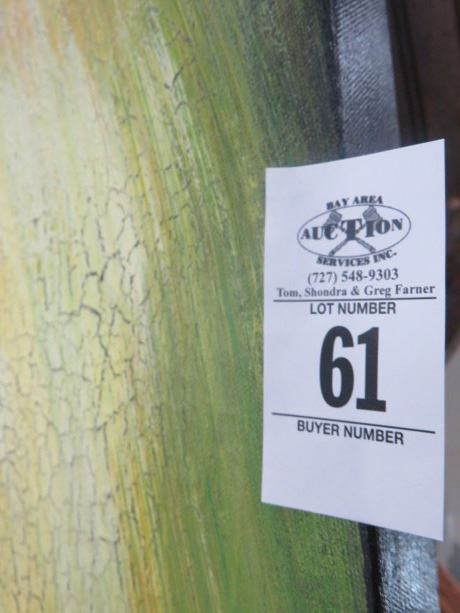 BAY AREA
AUCTION
SERVICES INC.
(727) 548-9303
Tom, Shondra & Greg Farner
LOT NUMBER
61
BUYER NUMBER